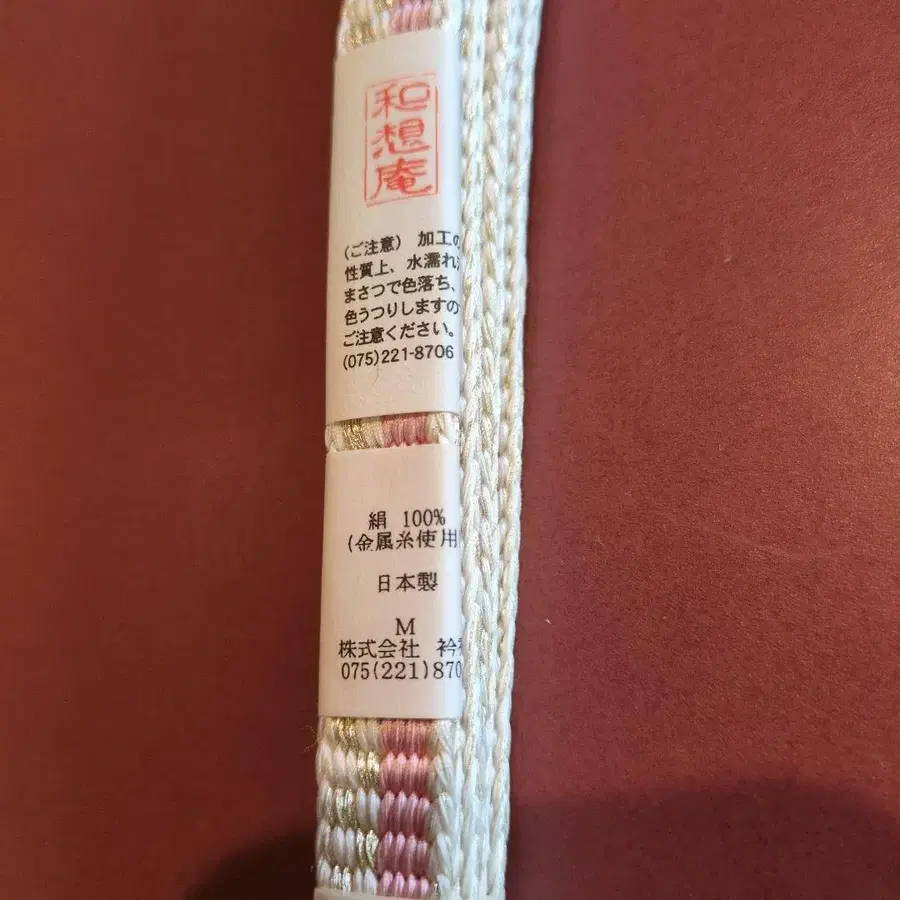 和想庵
(ご注意) 加工の
性質上、水濡れ
まさつで色落ち、
色うつりしますの
ご注意ください。
(075)221-8706
絹 100%
(金属糸使用
日本製
M
株式会社 衿
075(221)870